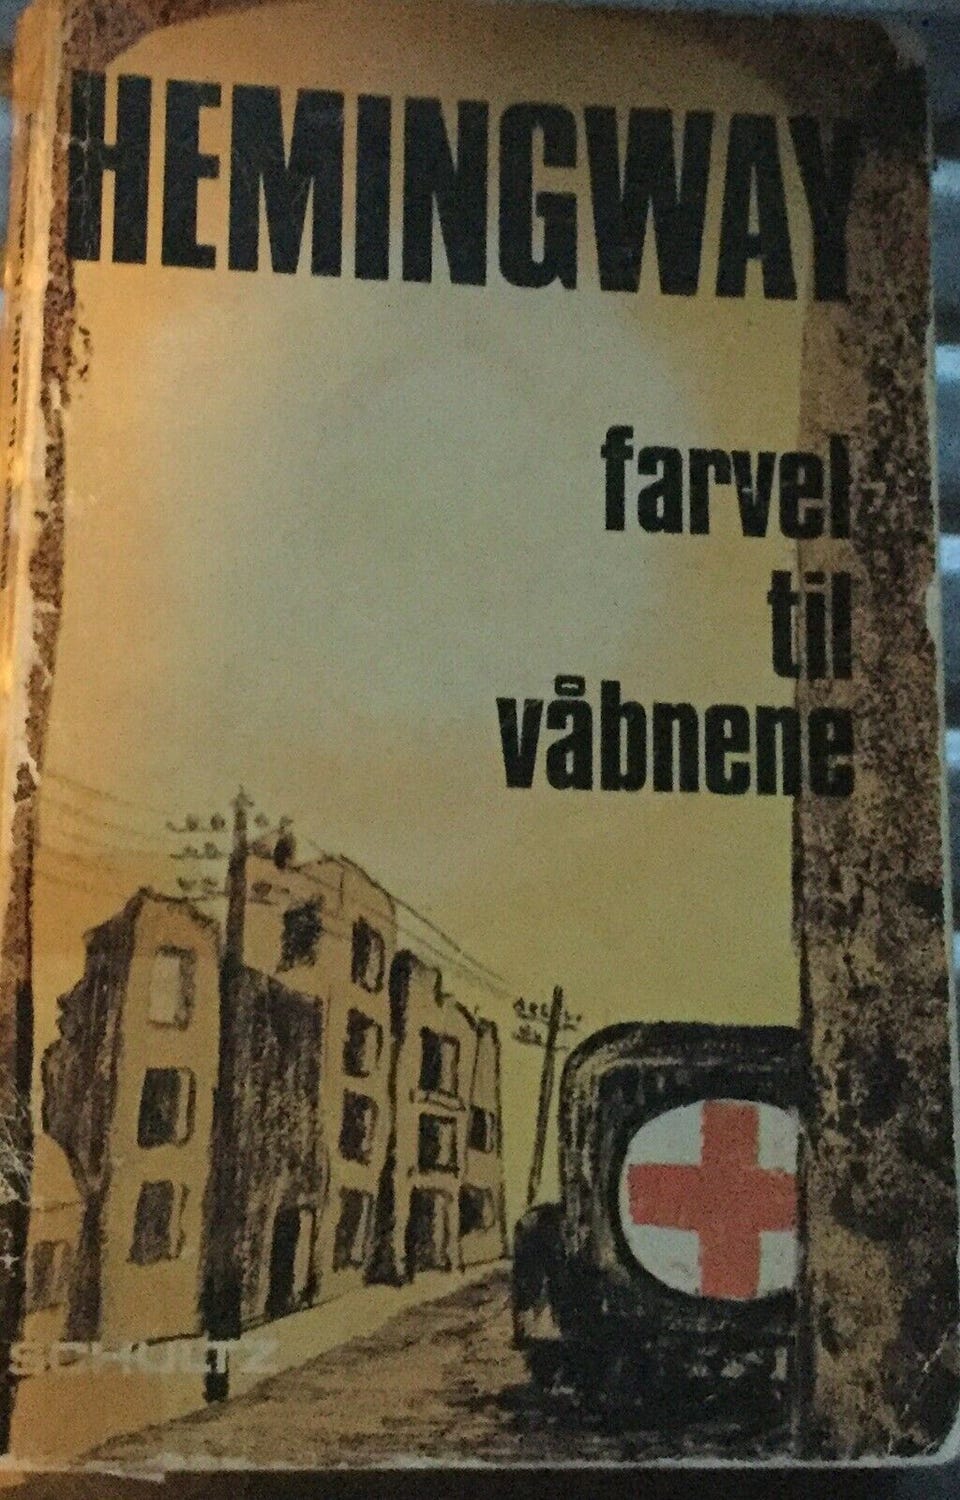 HEMINGWAY
farvel
til
våbnene
SCHULTZ